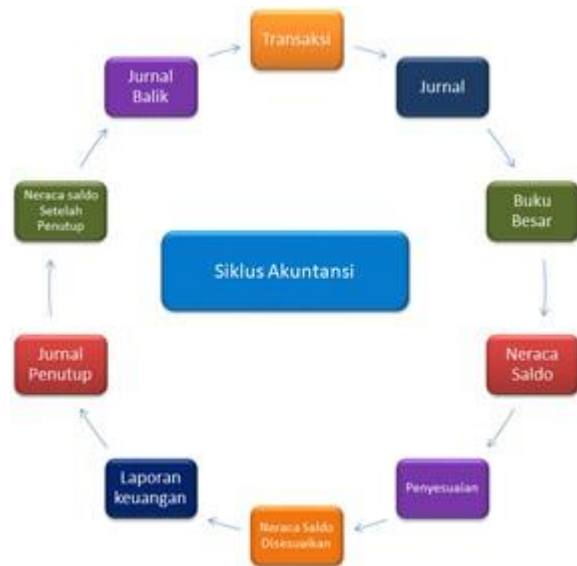 Transaksi
Jurnal
Buku
Besar
Neraca
Saldo
Penyesuaian
Neraca Saldo
Disesuaikan
Laporan
keuangan
Jurnal
Penutup
Neraca saldo
Setelah
Penutup
Jurnal
Balik
Siklus Akuntansi